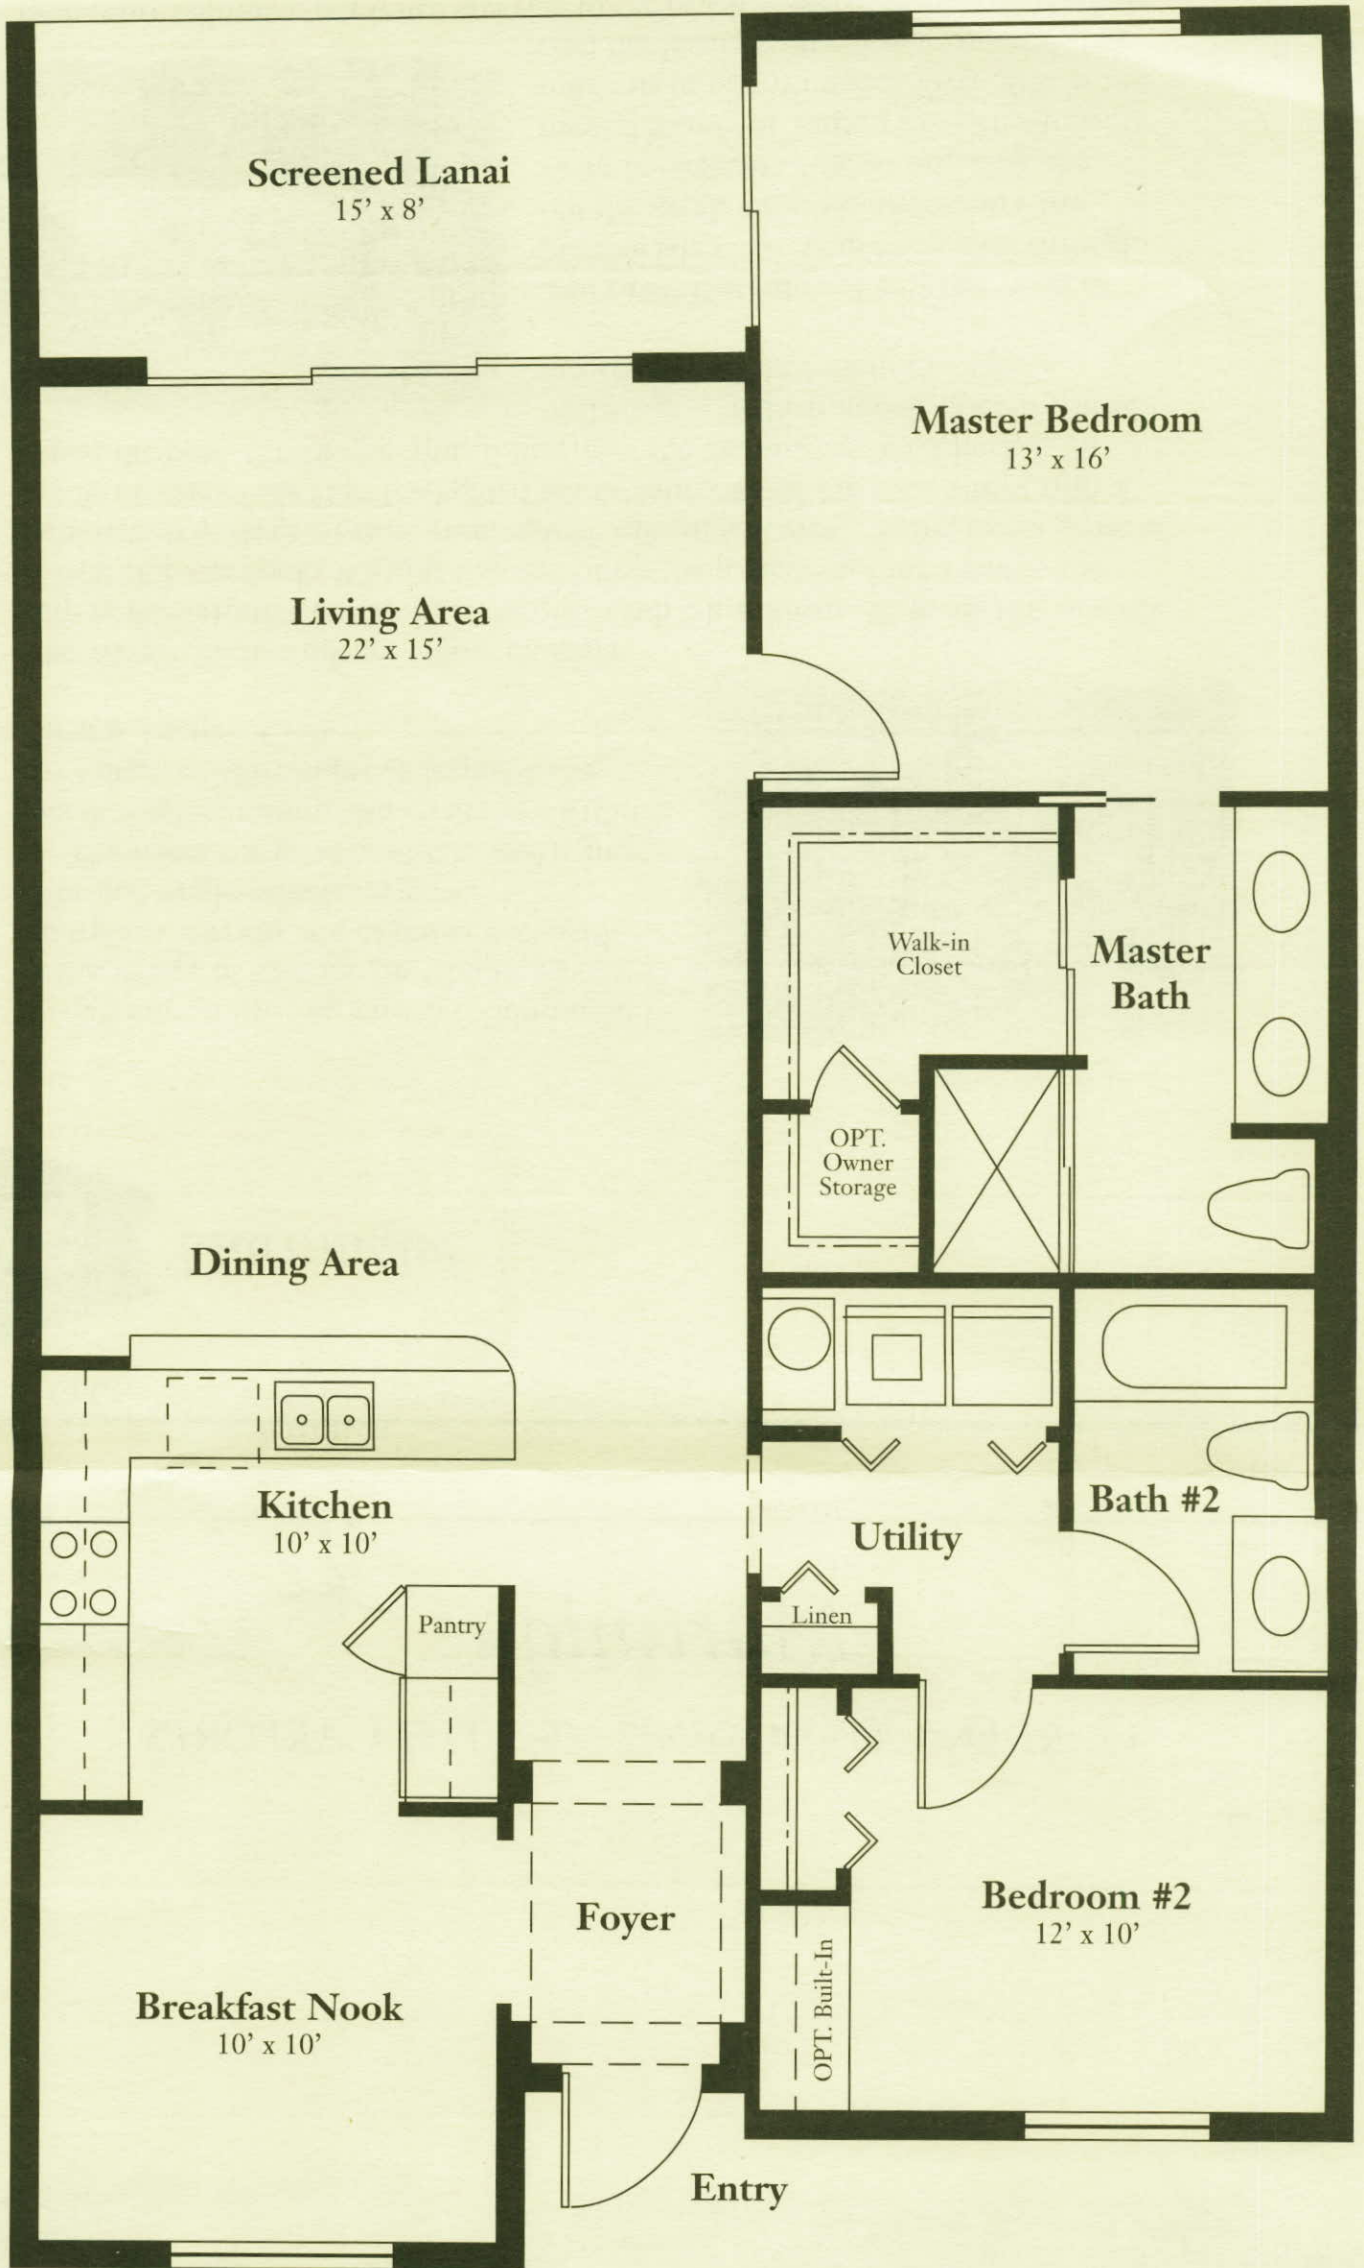 Screened Lanai
15’ x 8’
Master Bedroom
13’ x 16’
Living Area
22’ x 15’
Walk-in
Closet
Master
Bath
OPT.
Owner
Storage
Dining Area
Kitchen
10’ x 10’
Bath #2
Utility
Linen
Pantry
Foyer
Bedroom #2
12’ x 10’
OPT. Built-In
Breakfast Nook
10’ x 10’
Entry